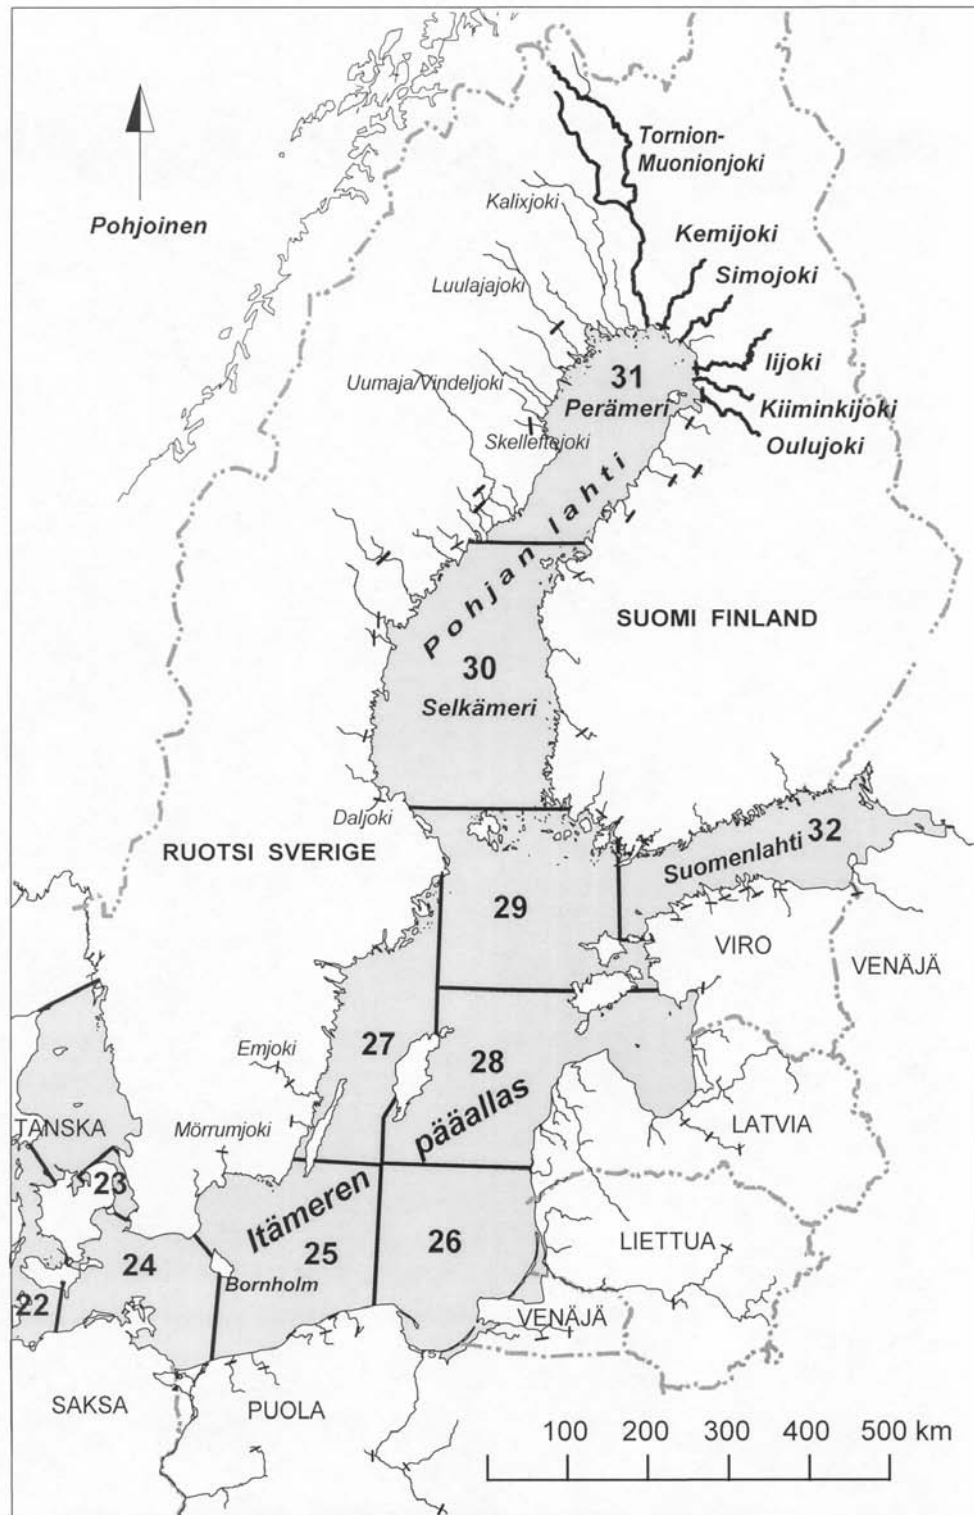 Tornion-
Muonionjoki
Kalixjoki
Pohjoinen
Kemijoki
Simojoki
Luulajajoki
Iijoki
31
Uumaja/Vindeljoki
Perämeri
Kiiminkijoki
Skelleftejoki
Oulujoki
Pohjan lahti
SUOMI FINLAND
30
Selkämeri
Daljoki
32
RUOTSI SVERIGE
Suomenlahti
29
VIRO
VENÄJÄ
27
Emjoki
28
TANSKA
Mörrumjoki
LATVIA
23
Itämeren pääallas
24
25
26
LIETTUA
Bornholm
22
VENÄJÄ
SAKSA
PUOLA
100 200 300 400 500 km